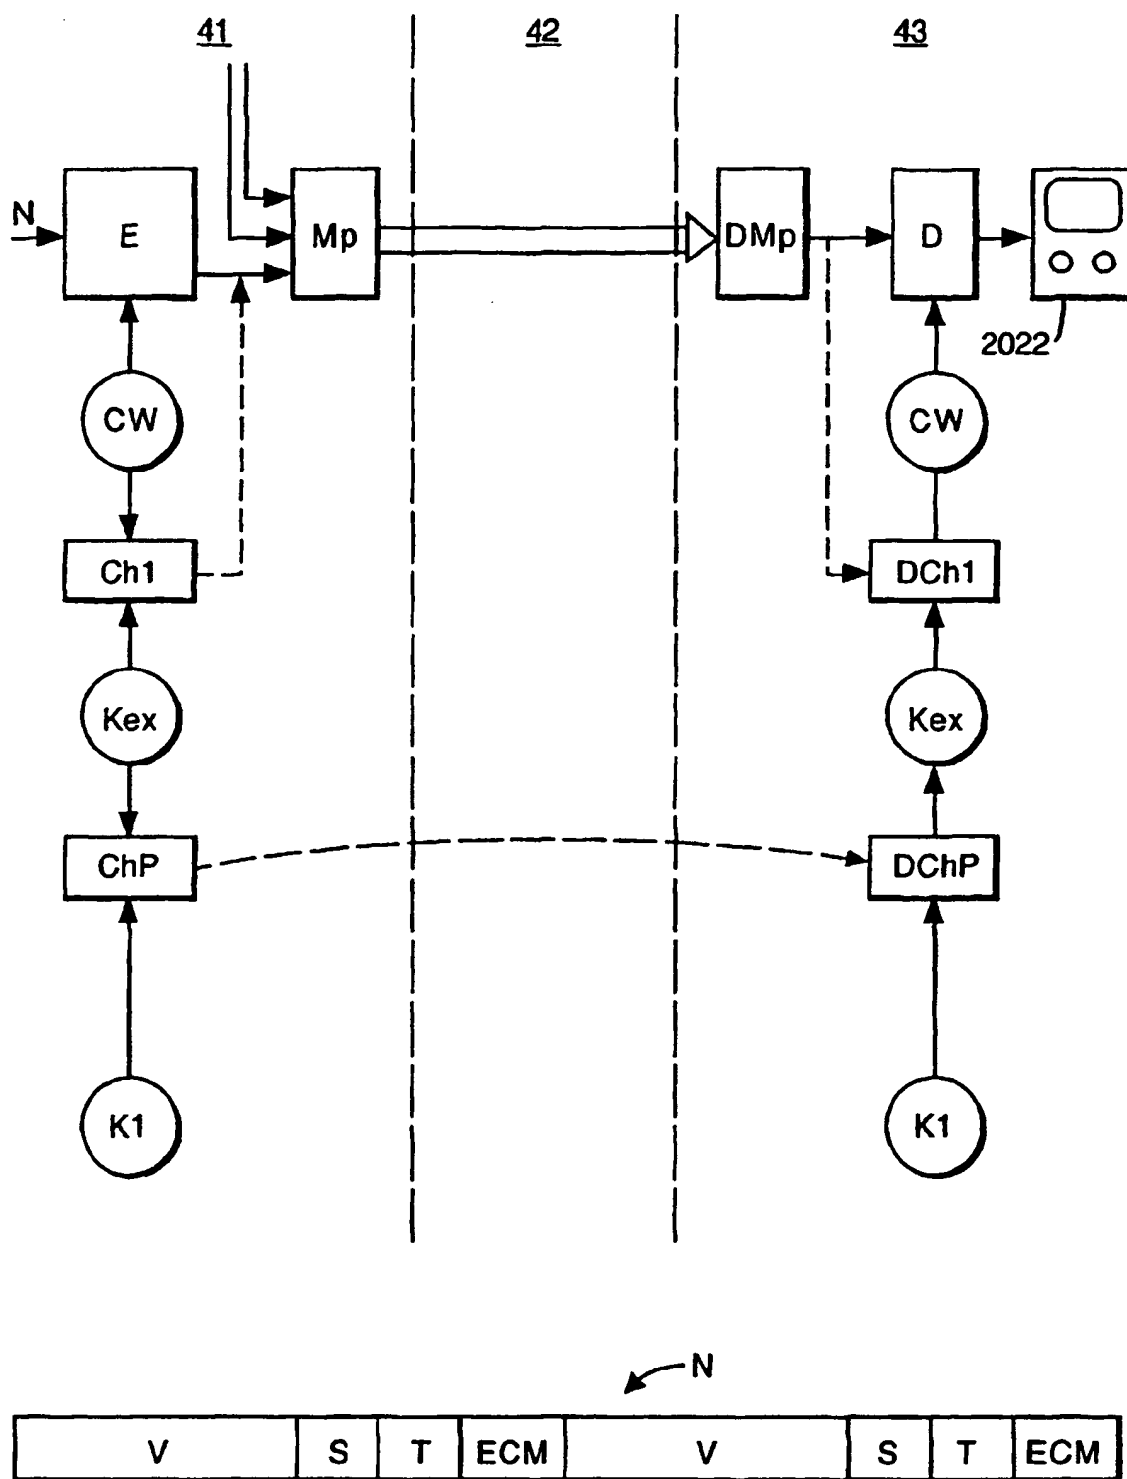 41 42 43
N E Mp DMp D
2022
CW CW
Ch1 DCh1
Kex Kex
ChP DChP
K1 K1
N
V S T ECM V S T ECM